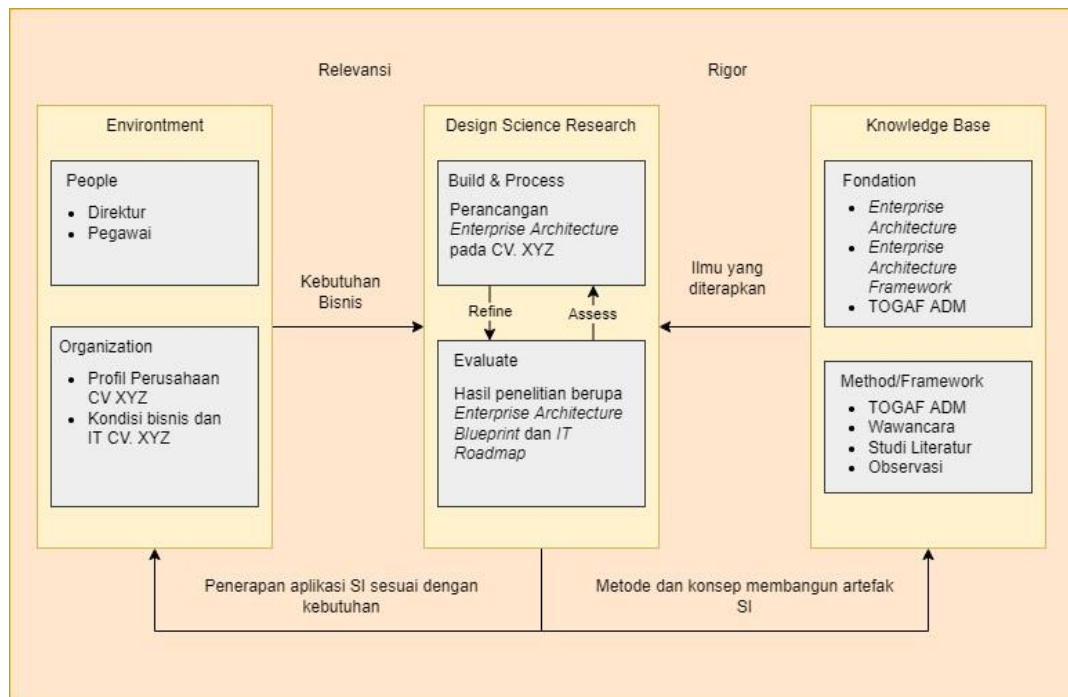 Relevansi
Rigor
Environtment
People
• Direktur
• Pegawai
Organization
• Profil Perusahaan
CV XYZ
• Kondisi bisnis dan
IT CV. XYZ
Kebutuhan
Bisnis
Design Science Research
Build & Process
Perancangan
Enterprise Architecture
pada CV. XYZ
Refine
Assess
Evaluate
Hasil penelitian berupa
Enterprise Architecture
Blueprint dan IT
Roadmap
Ilmu yang
diterapkan
Knowledge Base
Fondation
• Enterprise
Architecture
• Enterprise
Architecture
Framework
• TOGAF ADM
Method/Framework
• TOGAF ADM
• Wawancara
• Studi Literatur
• Observasi
Penerapan aplikasi SI sesuai dengan
kebutuhan
Metode dan konsep membangun artefak
SI